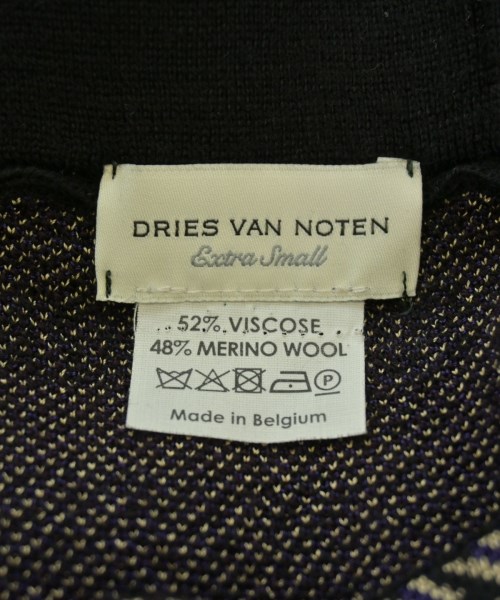 DRIES VAN NOTEN
Extra Small
52% VISCOSE
48% MERINO WOOL
P
Made in Belgium